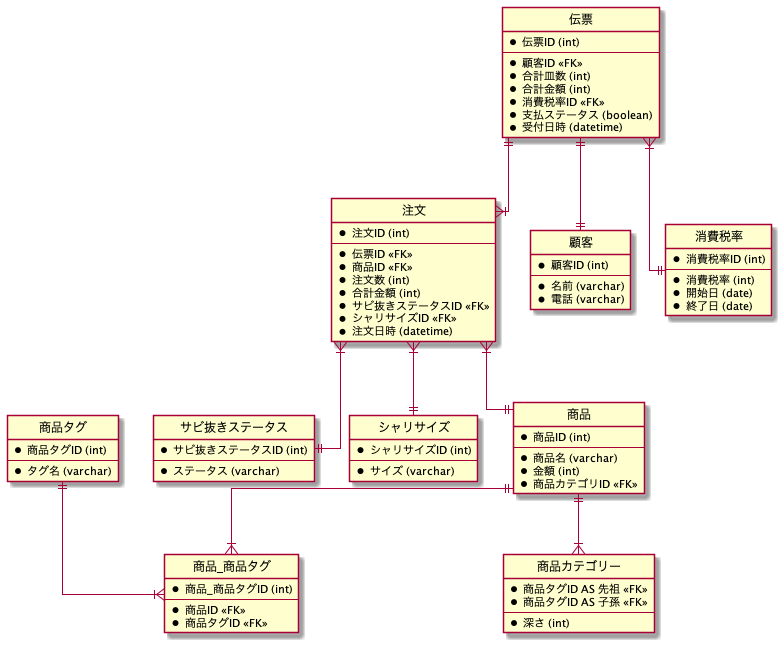 伝票
伝票ID (int)
顧客ID «FK»
合計皿数 (int)
合計金額 (int)
消費税率ID «FK»
支払ステータス (boolean)
受付日時 (datetime)
注文
注文ID (int)
伝票ID «FK»
商品ID «FK»
注文数 (int)
合計金額 (int)
サビ抜きステータスID «FK»
シャリサイズID «FK»
注文日時 (datetime)
顧客
顧客ID (int)
名前 (varchar)
電話 (varchar)
消費税率
消費税率ID (int)
消費税率 (int)
開始日 (date)
終了日 (date)
商品タグ
商品タグID (int)
タグ名 (varchar)
サビ抜きステータス
サビ抜きステータスID (int)
ステータス (varchar)
シャリサイズ
シャリサイズID (int)
サイズ (varchar)
商品
商品ID (int)
商品名 (varchar)
金額 (int)
商品カテゴリID «FK»
商品_商品タグ
商品_商品タグID (int)
商品ID «FK»
商品タグID «FK»
商品カテゴリー
商品タグID AS 先祖 «FK»
商品タグID AS 子孫 «FK»
深さ (int)